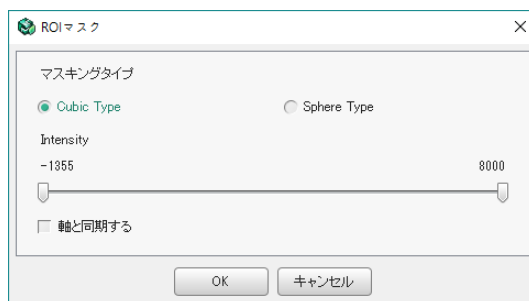 ROIマスク
マスキングタイプ
Cubic Type
Sphere Type
Intensity
-1355
8000
軸と同期する
OK
キャンセル